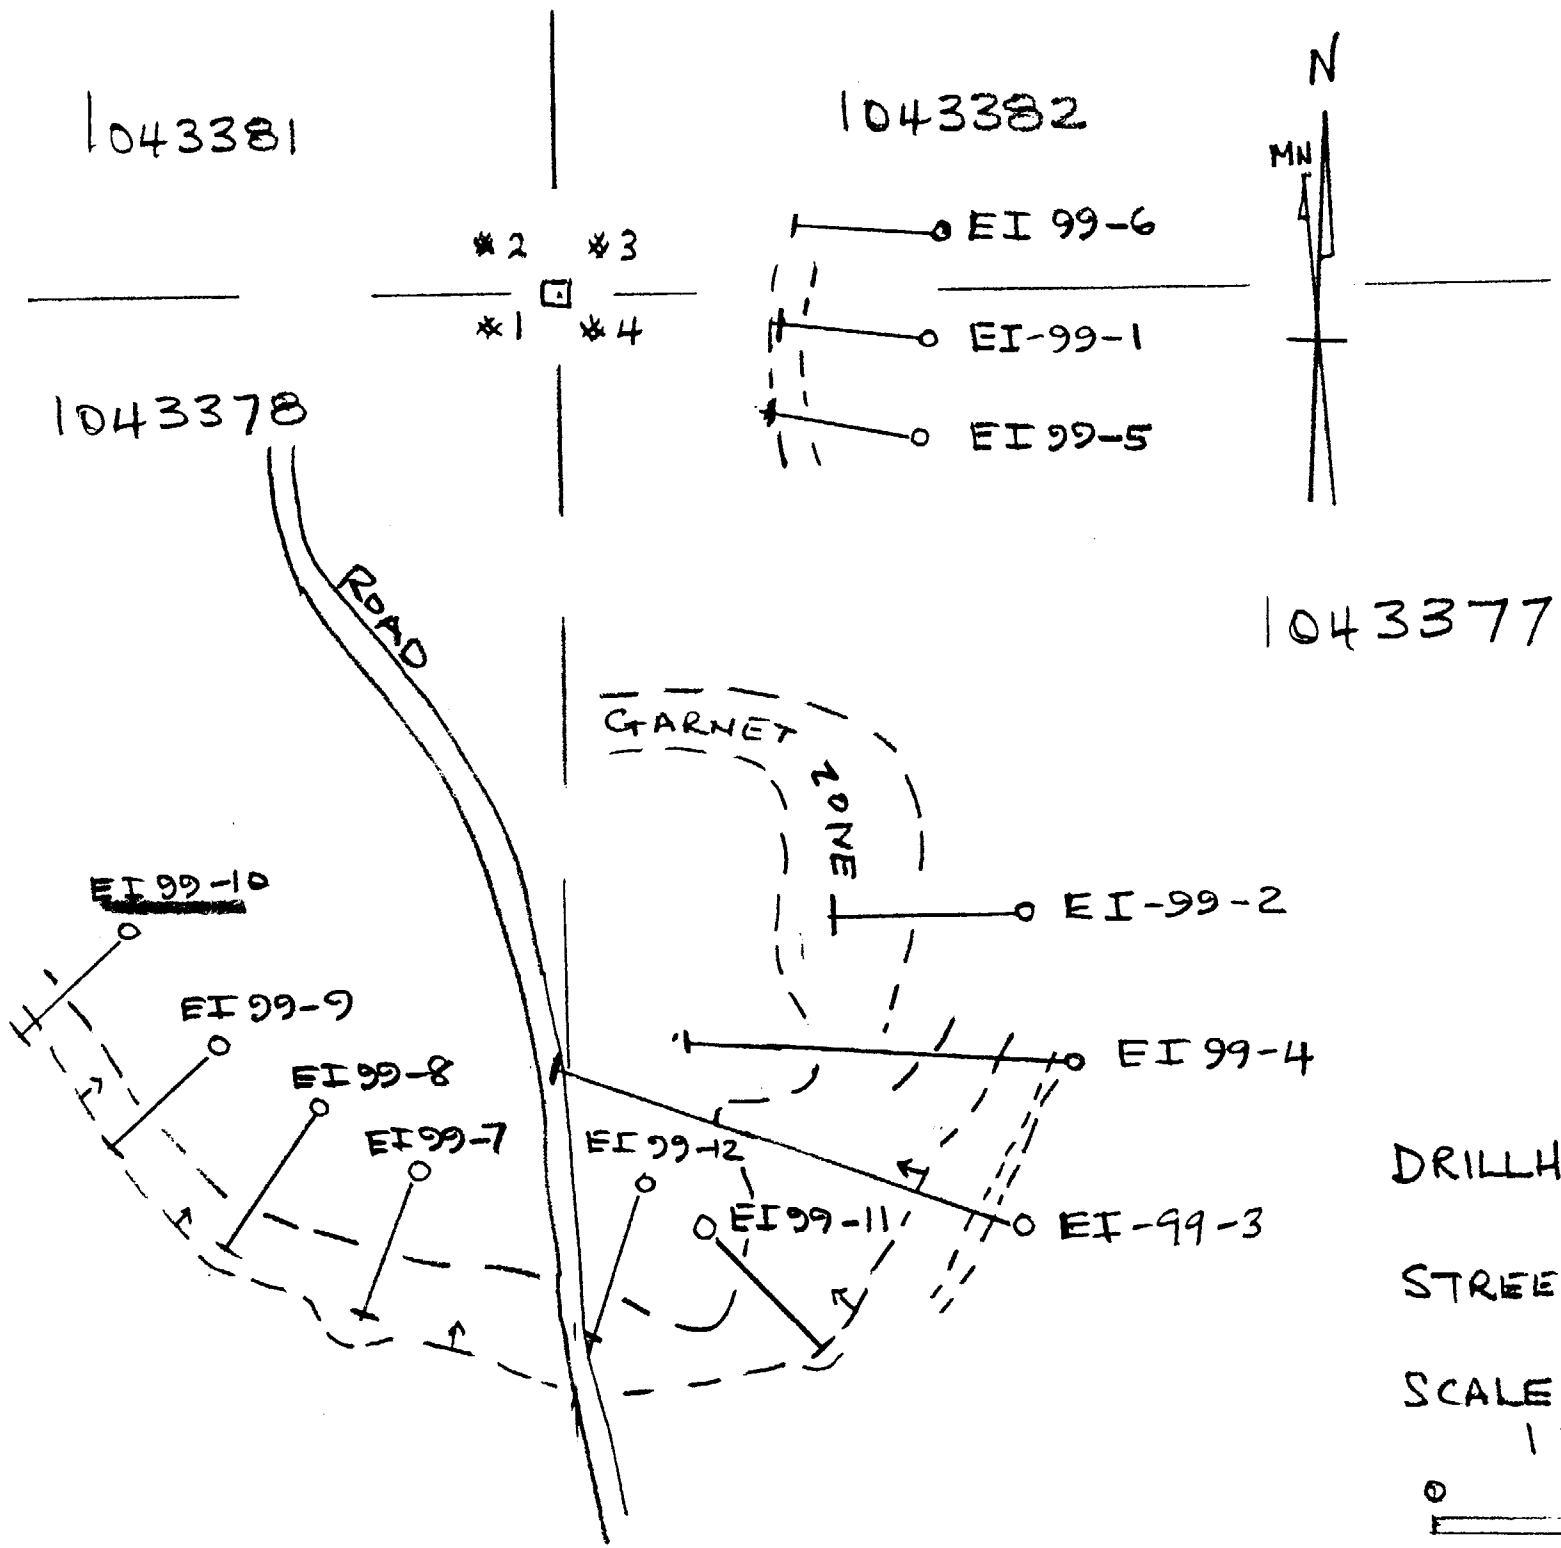 N
1043381
1043382
MN
EI 99-6
*2 *3
*1 *4
EI-99-1
1043378
EI 99-5
ROAD
1043377
GARNET
ZONE
EI 99-10
EI-99-2
EI 99-9
EI 99-4
EI 99-8
EI 99-7
EI 99-12
DRILLH
EI 99-11
EI-99-3
STREE
SCALE
1
0